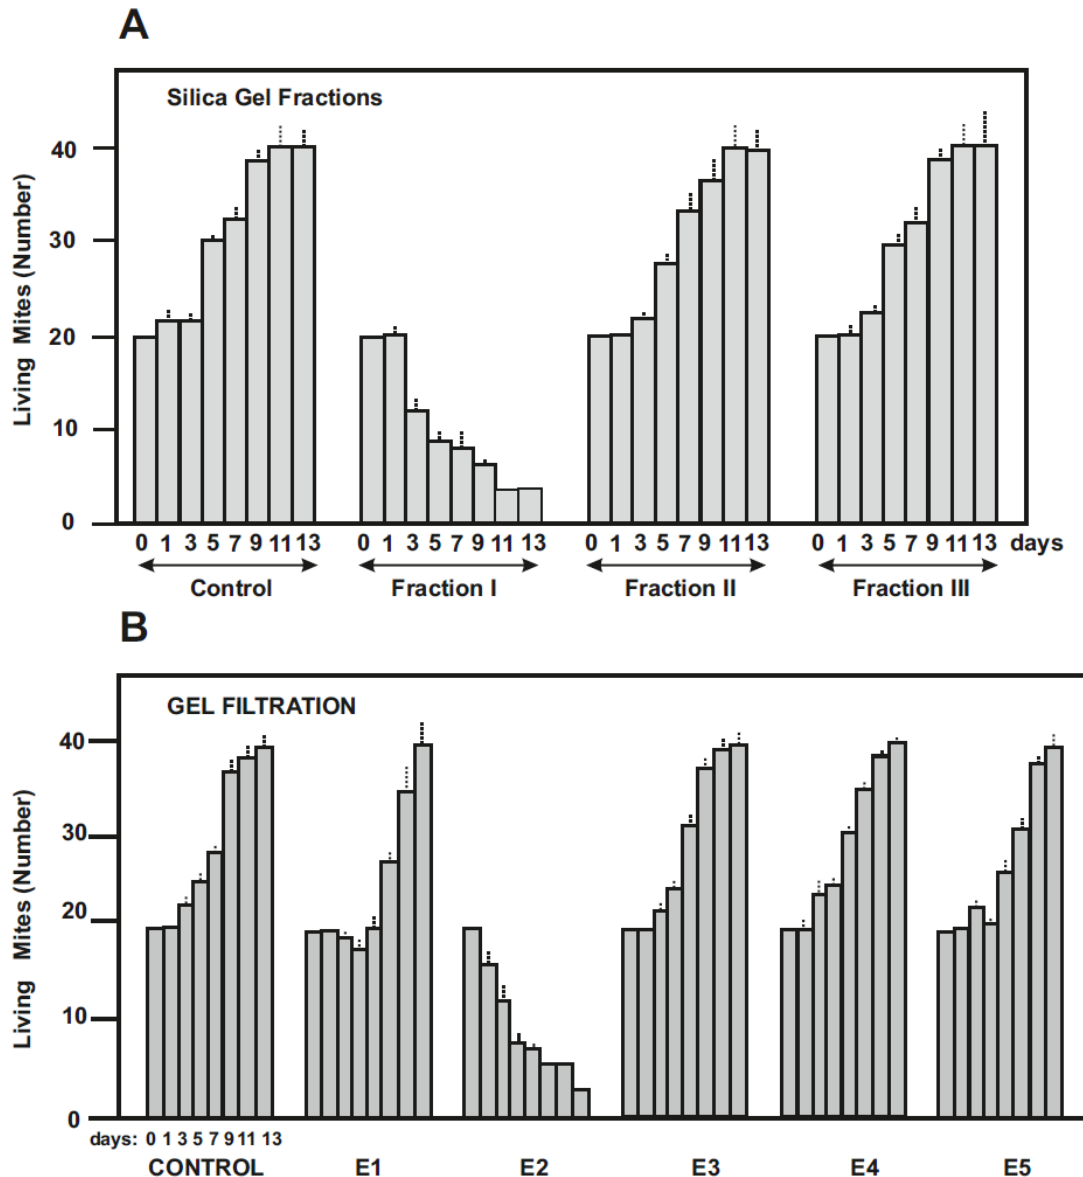 A
Silica Gel Fractions
Living Mites (Number)
40
30
20
10
0
0 1 3 5 7 9 11 13 0 1 3 5 7 9 11 13 0 1 3 5 7 9 11 13 0 1 3 5 7 9 11 13 days
Control Fraction I Fraction II Fraction III
B
GEL FILTRATION
Living Mites (Number)
40
30
20
10
0
days: 0 1 3 5 7 9 11 13
CONTROL E1 E2 E3 E4 E5